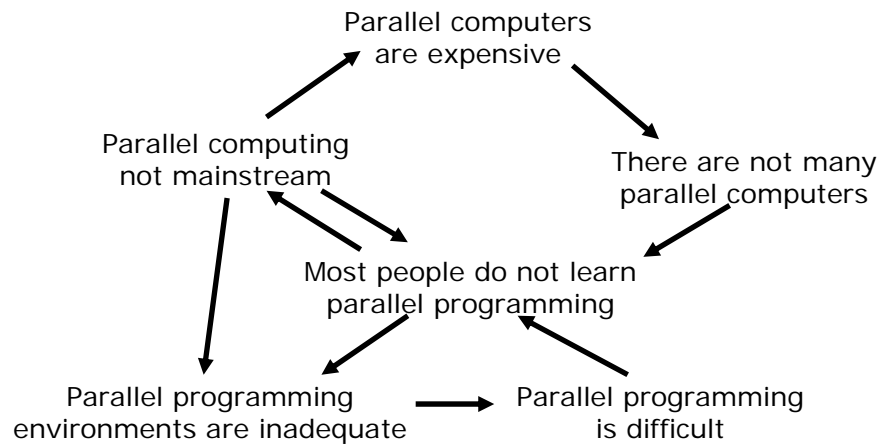 Parallel computers
are expensive
Parallel computing
not mainstream
There are not many
parallel computers
Most people do not learn
parallel programming
Parallel programming
environments are inadequate
Parallel programming
is difficult